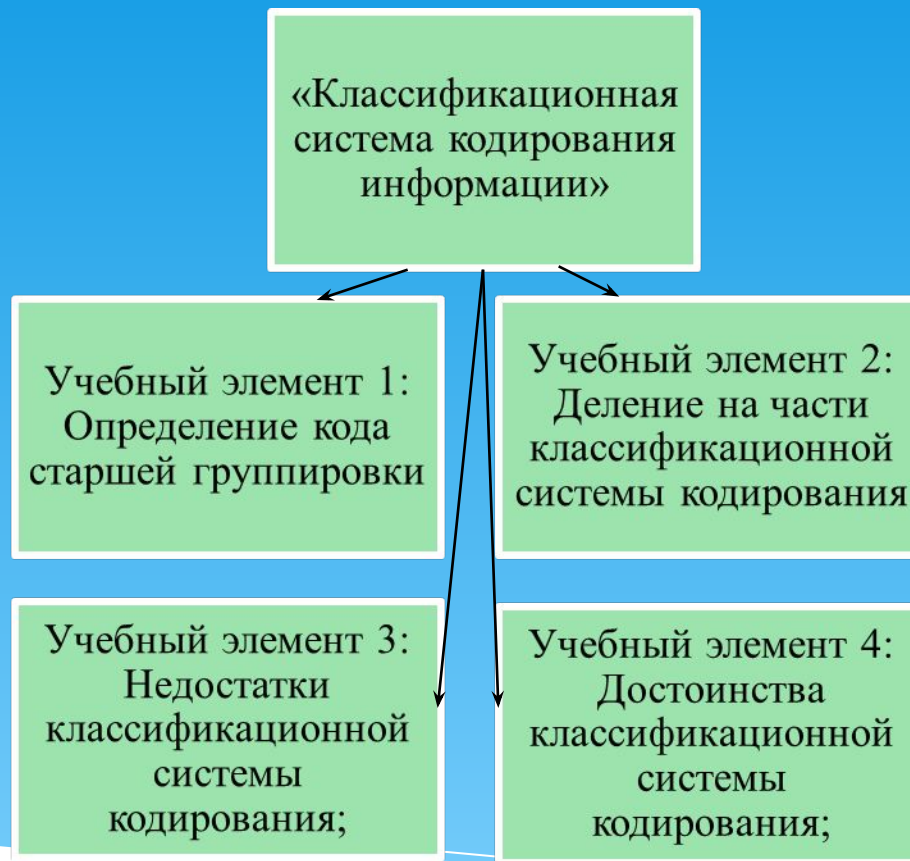 «Классификационная
система кодирования
информации»
Учебный элемент 1:
Определение кода
старшей группировки
Учебный элемент 2:
Деление на части
классификационной
системы кодирования
Учебный элемент 3:
Недостатки
классификационной
системы
кодирования;
Учебный элемент 4:
Достоинства
классификационной
системы
кодирования;